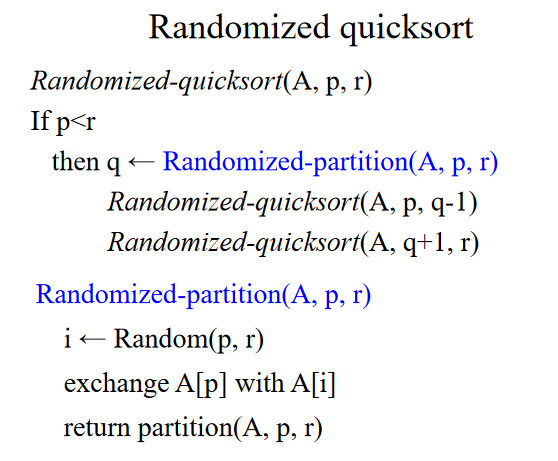 Randomized quicksort
Randomized-quicksort(A, p, r)
If p<r
then q ← Randomized-partition(A, p, r)
Randomized-quicksort(A, p, q-1)
Randomized-quicksort(A, q+1, r)
Randomized-partition(A, p, r)
i ← Random(p, r)
exchange A[p] with A[i]
return partition(A, p, r)